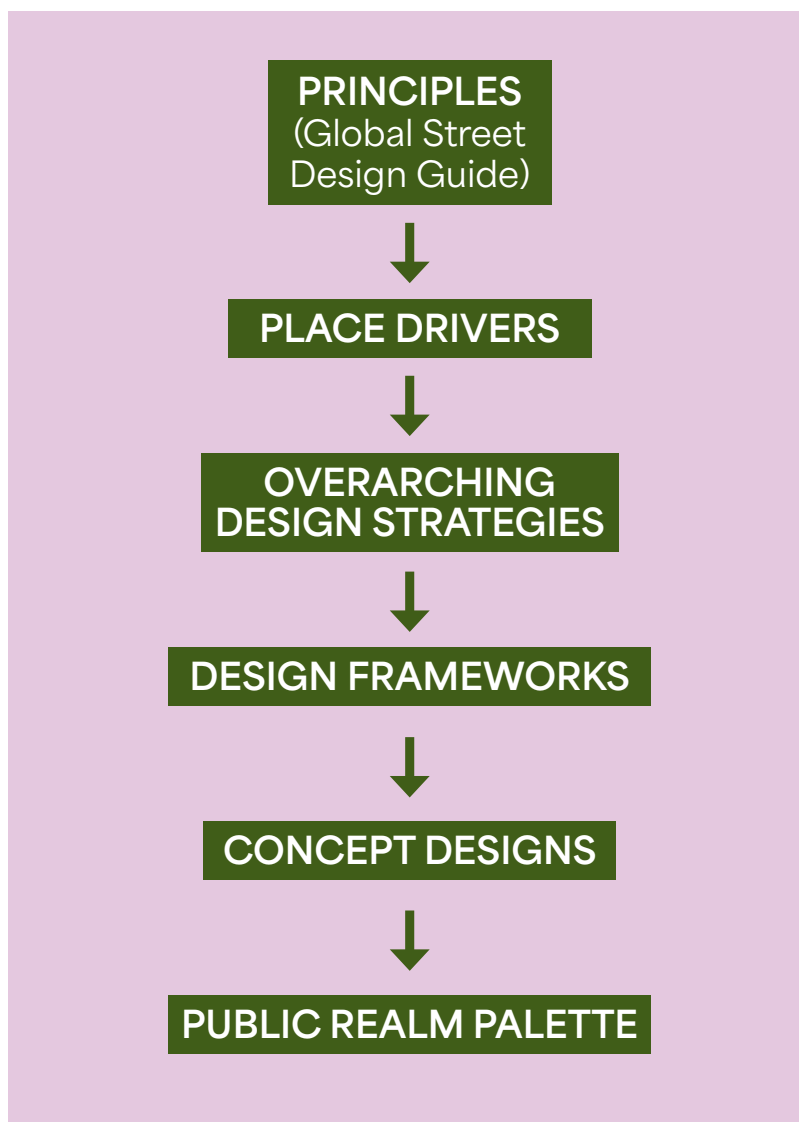 PRINCIPLES
(Global Street
Design Guide)
PLACE DRIVERS
OVERARCHING
DESIGN STRATEGIES
DESIGN FRAMEWORKS
CONCEPT DESIGNS
PUBLIC REALM PALETTE